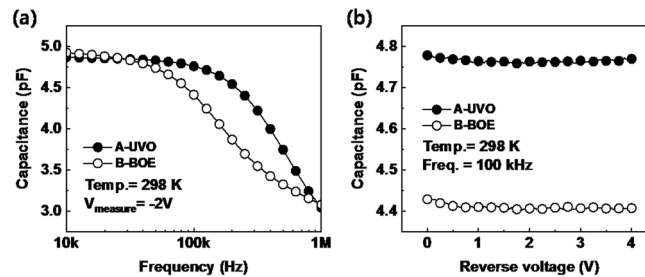 (a)
5.0
4.5
4.0
3.5
3.0
Capacitance (pF)
A-UVO
B-BOE
Temp.= 298 K
Vmeasure= -2V
10k
100k
1M
Frequency (Hz)
(b)
4.8
4.7
4.6
4.5
4.4
Capacitance (pF)
A-UVO
B-BOE
Temp.= 298 K
Freq. = 100 kHz
0
1
2
3
4
Reverse voltage (V)